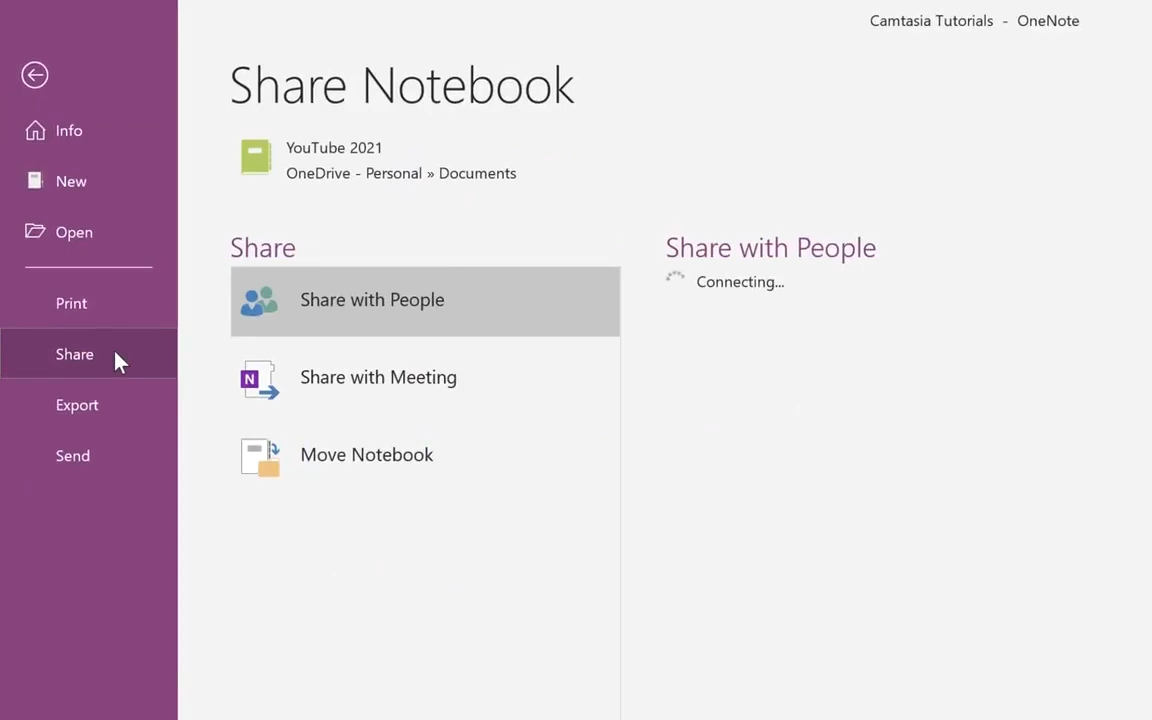 Camtasia Tutorials - OneNote
Share Notebook
Info
YouTube 2021
OneDrive - Personal » Documents
New
Open
Share
Share with People
Share with People
Connecting...
Print
Share
Share with Meeting
N
Export
Move Notebook
Send